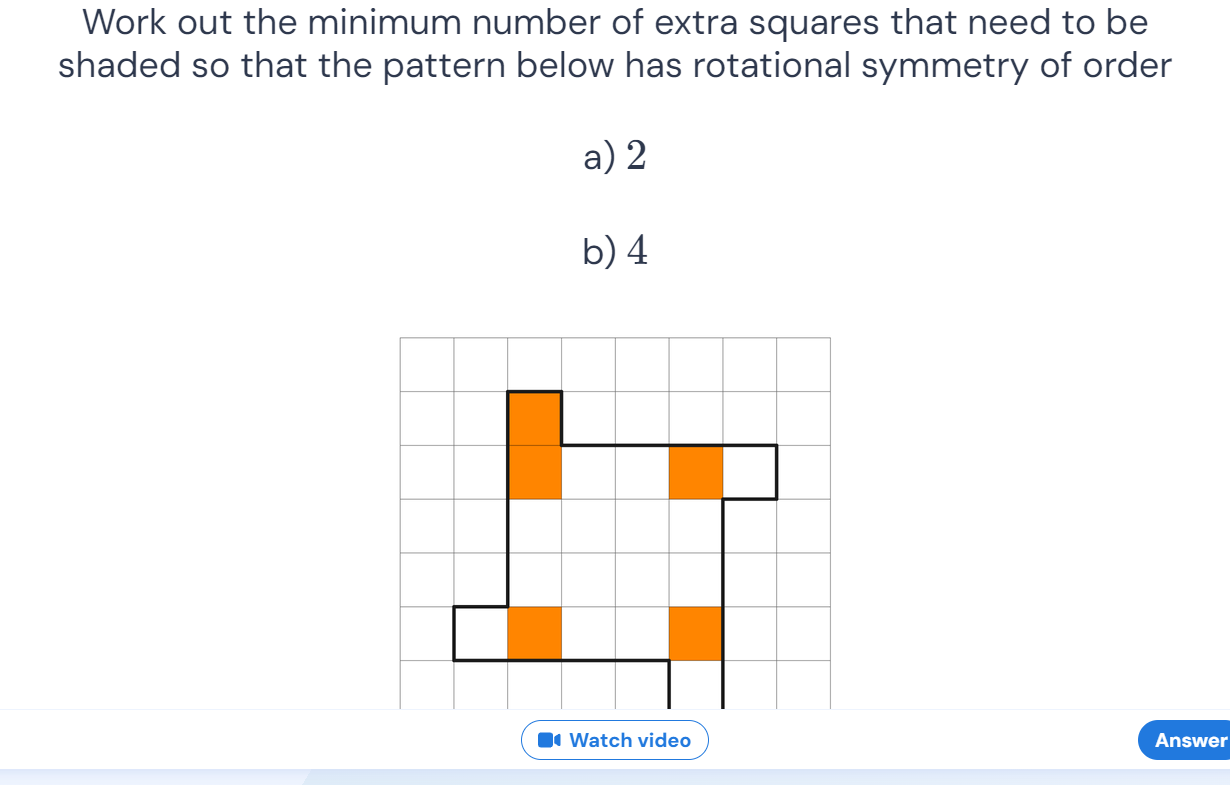 Work out the minimum number of extra squares that need to be
shaded so that the pattern below has rotational symmetry of order
a) 2
b) 4
Watch video
Answer